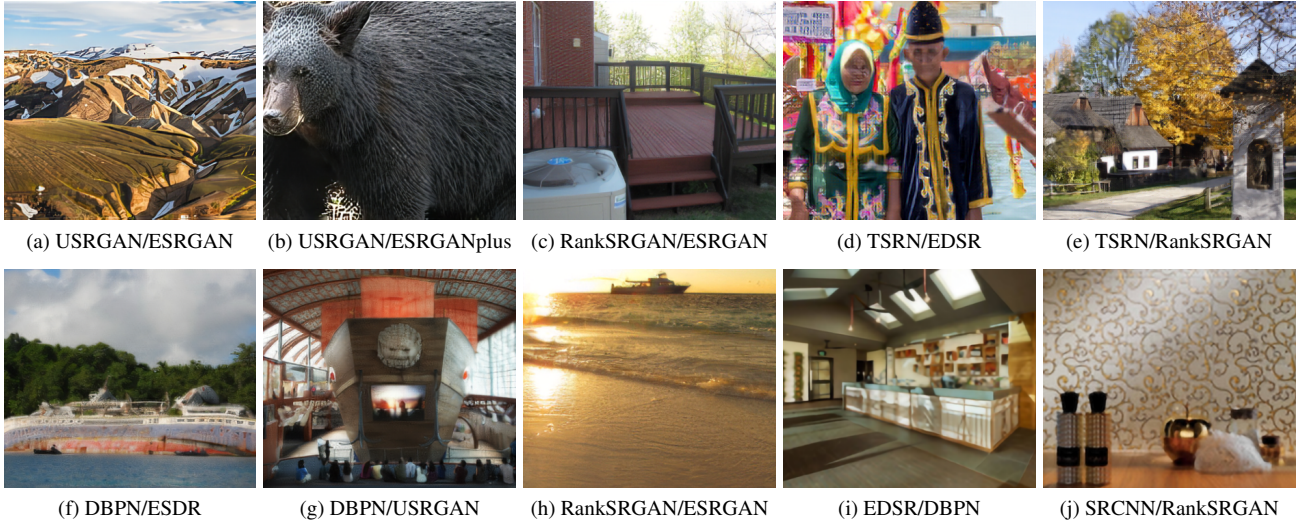 (a) USRGAN/ESRGAN
(b) USRGAN/ESRGANplus
(c) RankSRGAN/ESRGAN
(d) TSRN/EDSR
(e) TSRN/RankSRGAN
(f) DBPN/ESDR
(g) DBPN/USRGAN
(h) RankSRGAN/ESRGAN
(i) EDSR/DBPN
(j) SRCNN/RankSRGAN